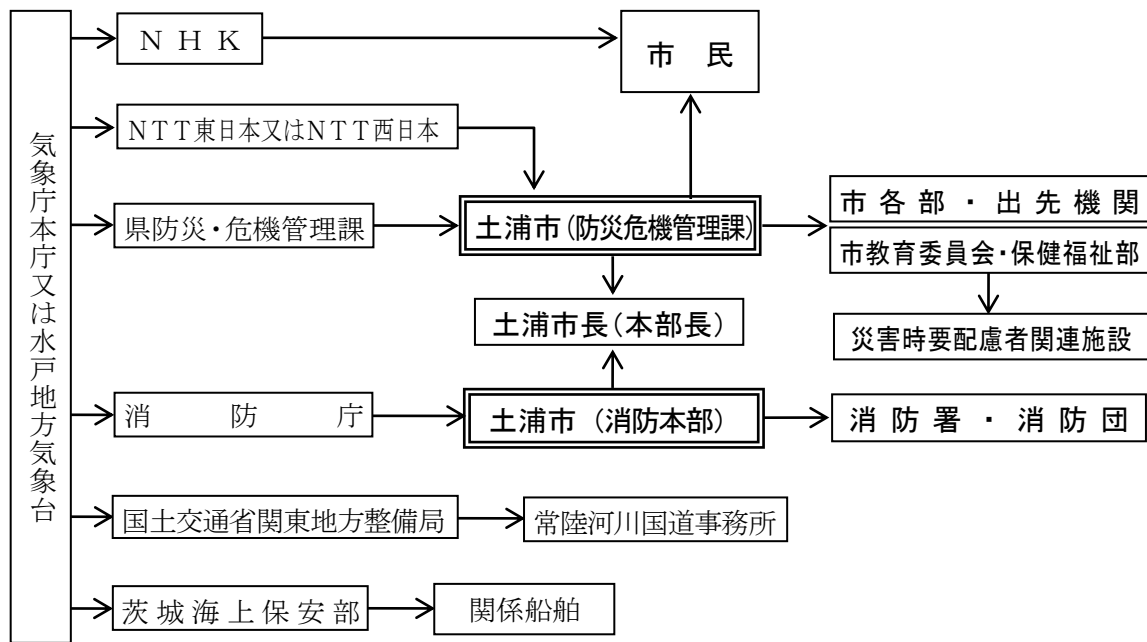 気象庁本庁又は水戸地方気象台
ＮＨＫ
市民
ＮＴＴ東日本又はＮＴＴ西日本
県防災・危機管理課
土浦市(防災危機管理課)
市各部・出先機関
市教育委員会・保健福祉部
土浦市長(本部長)
災害時要配慮者関連施設
消防庁
土浦市（消防本部）
消防署・消防団
国土交通省関東地方整備局
常陸河川国道事務所
茨城海上保安部
関係船舶